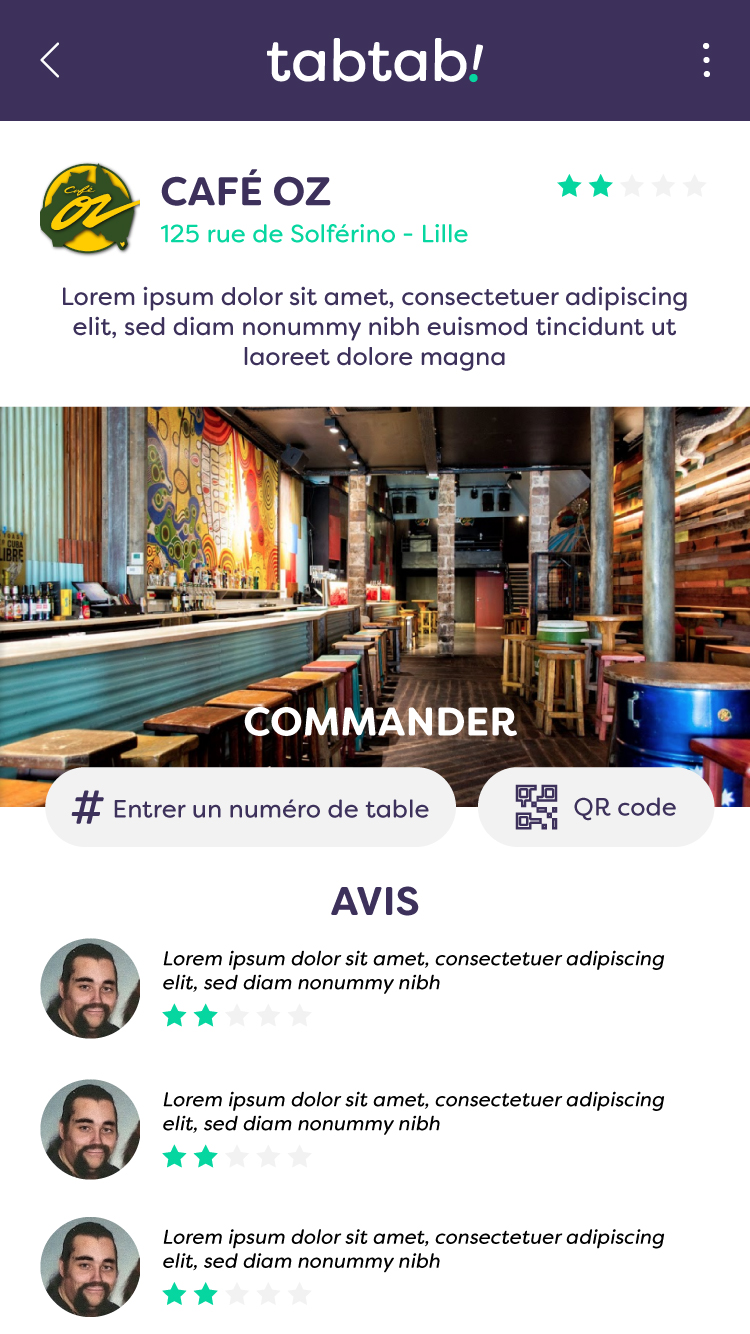 tabtab!
Café
OZ
CAFÉ OZ
125 rue de Solférino - Lille
Lorem ipsum dolor sit amet, consectetuer adipiscing
elit, sed diam nonummy nibh euismod tincidunt ut
laoreet dolore magna
CUBA
LIBRE
COMMANDER
# Entrer un numéro de table
QR code
AVIS
Lorem ipsum dolor sit amet, consectetuer adipiscing
elit, sed diam nonummy nibh
Lorem ipsum dolor sit amet, consectetuer adipiscing
elit, sed diam nonummy nibh
Lorem ipsum dolor sit amet, consectetuer adipiscing
elit, sed diam nonummy nibh